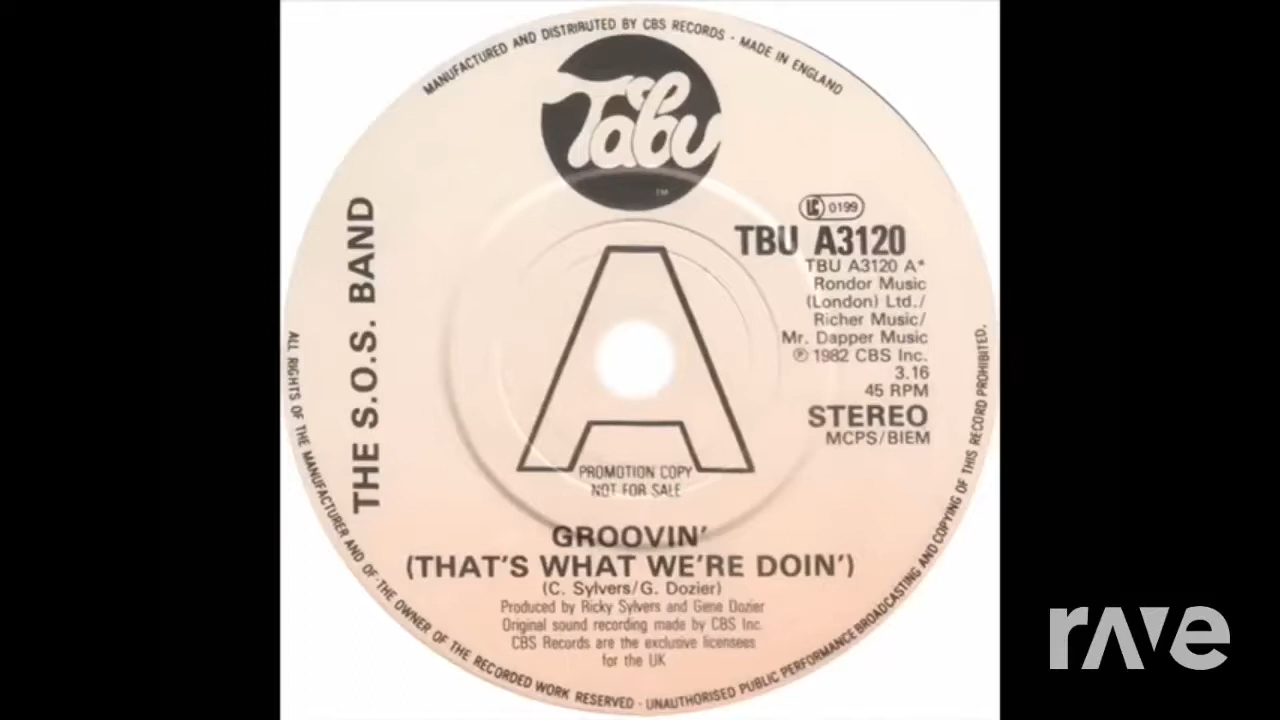 MANUFACTURED AND DISTRIBUTED BY CBS RECORDS - MADE IN ENGLAND
Tabu
TM
LC 0199
TBU A3120
TBU A3120 A*
Rondor Music
(London) Ltd./
Richer Music/
Mr. Dapper Music
℗ 1982 CBS Inc.
3.16
45 RPM
STEREO
MCPS/BIEM
THE S.O.S. BAND
A
PROMOTION COPY
NOT FOR SALE
GROOVIN'
(THAT'S WHAT WE'RE DOIN')
(C. Sylvers/G. Dozier)
Produced by Ricky Sylvers and Gene Dozier
Original sound recording made by CBS Inc.
CBS Records are the exclusive licensees
for the UK
ALL RIGHTS OF THE MANUFACTURER AND OF THE OWNER OF THE RECORDED WORK RESERVED - UNAUTHORISED PUBLIC PERFORMANCE BROADCASTING AND COPYING OF THIS RECORD PROHIBITED.
rave